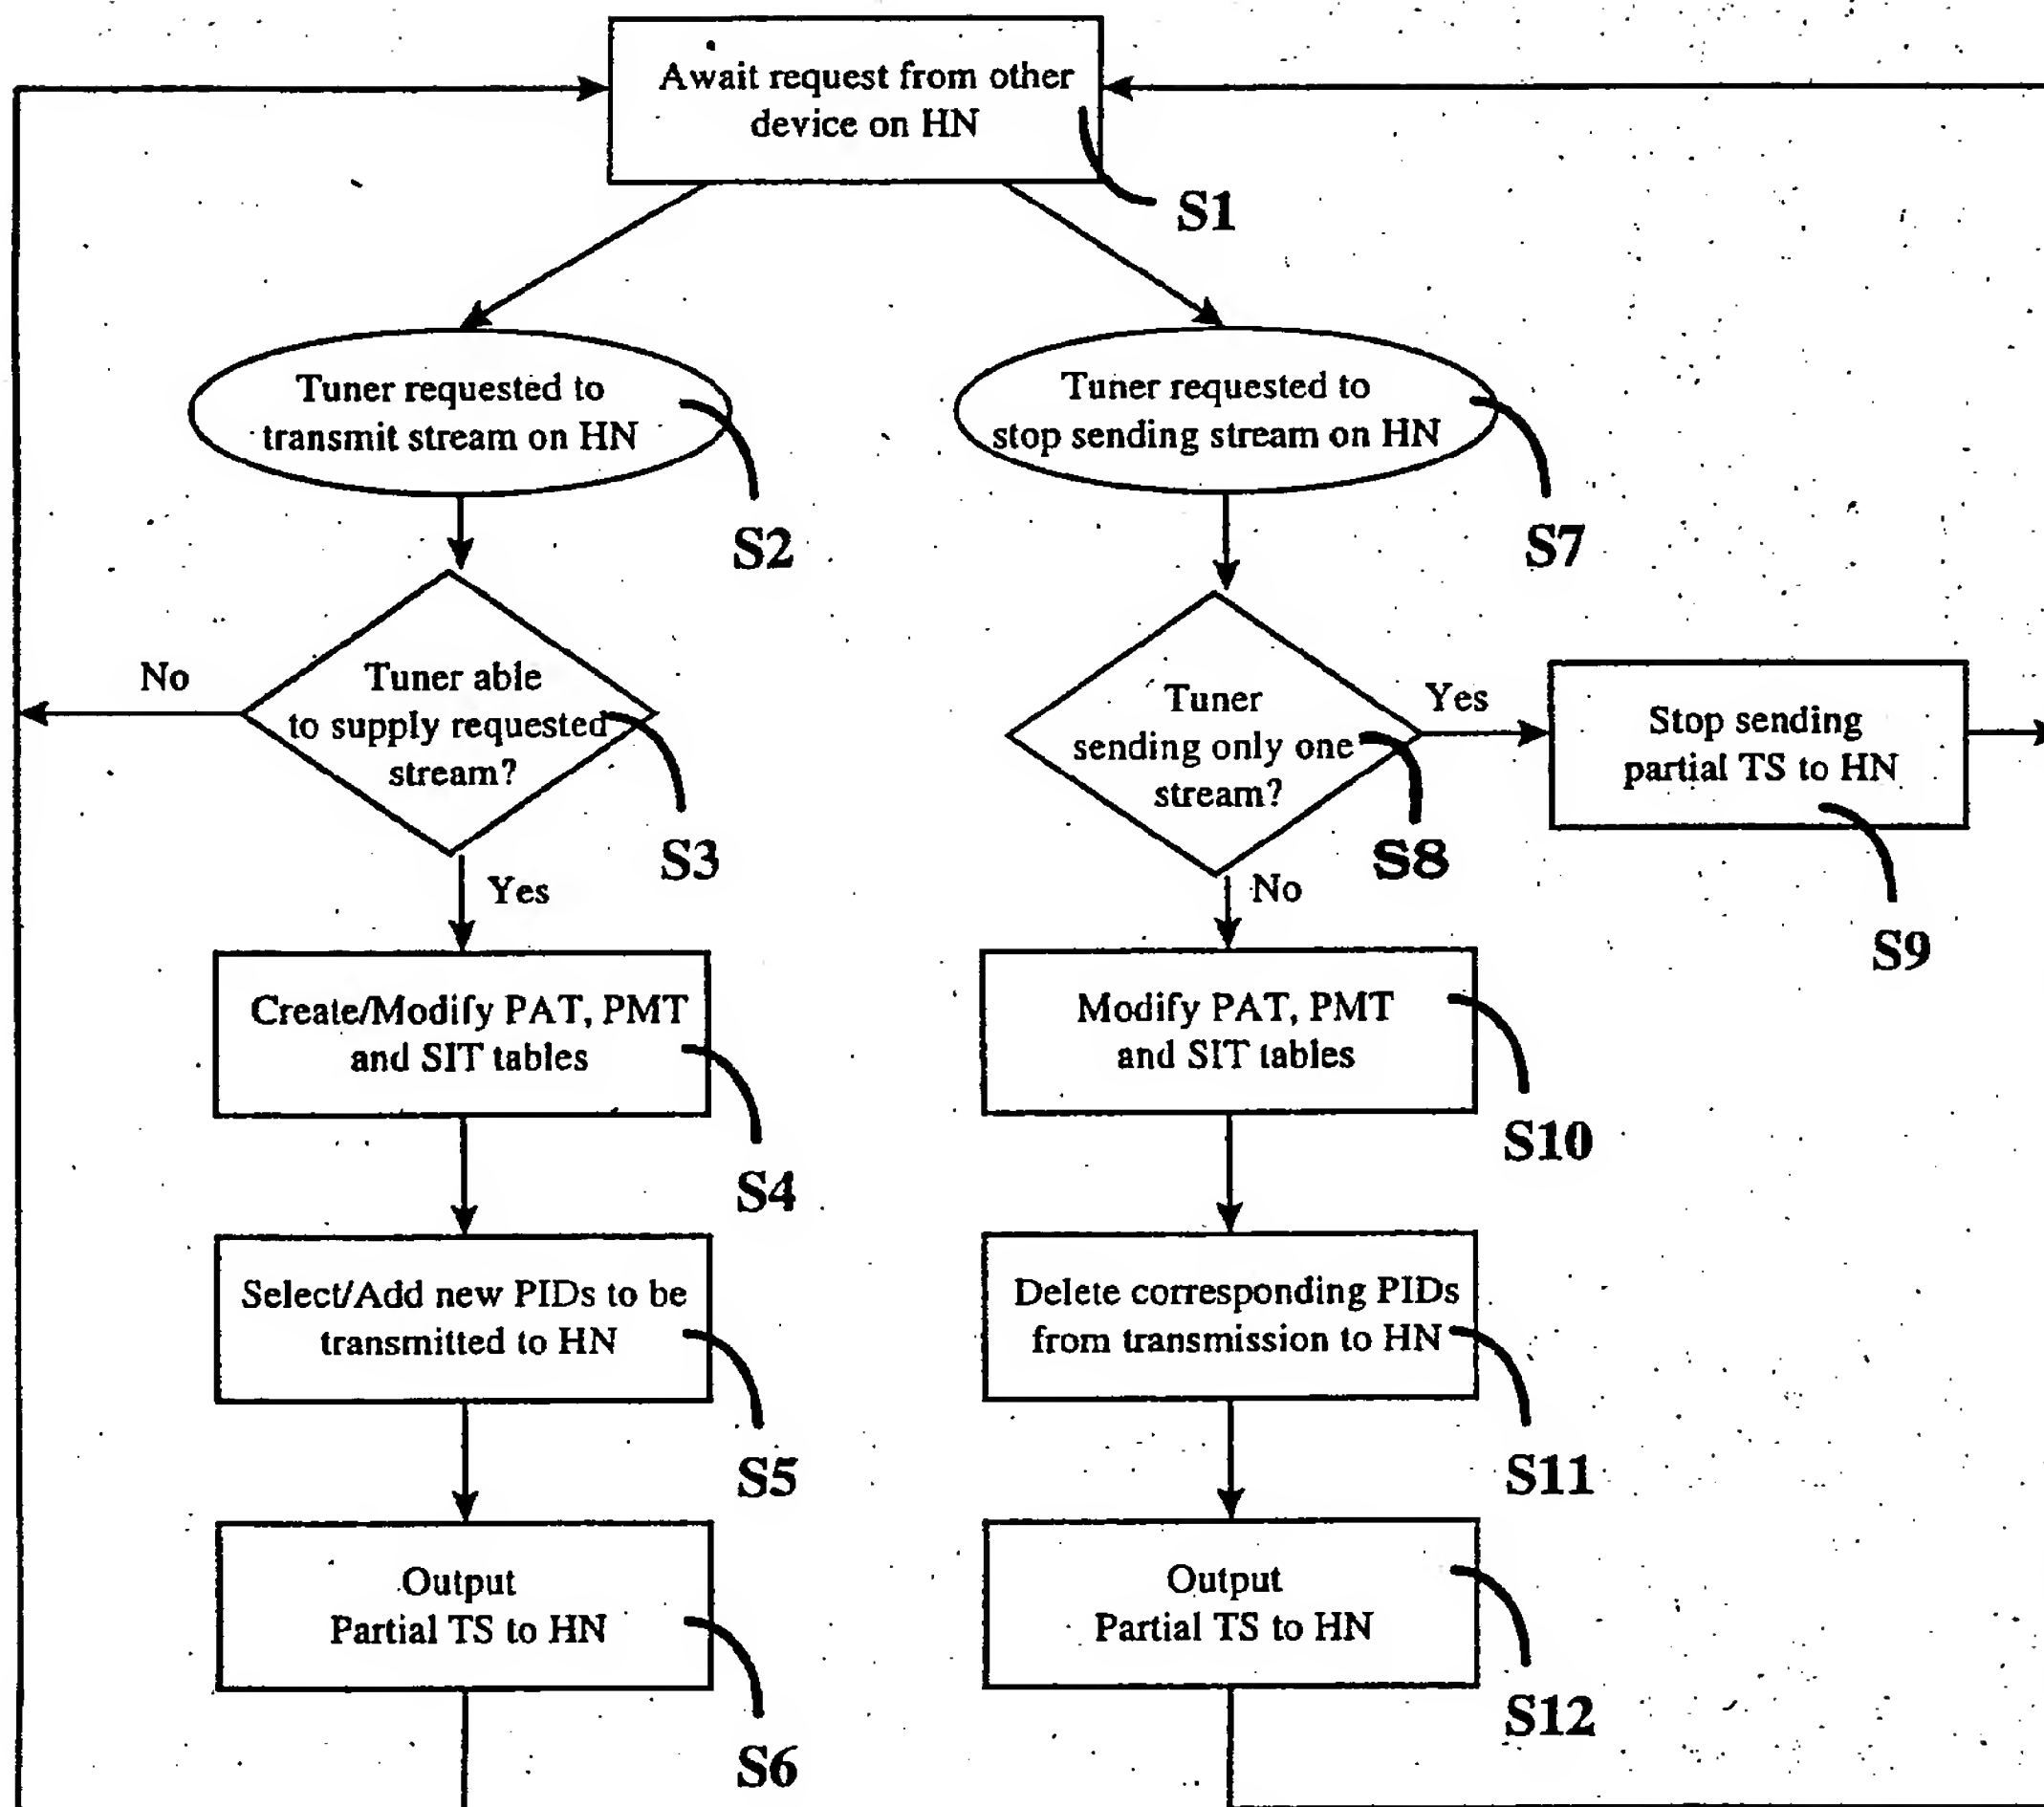 Await request from other
device on HN
S1
Tuner requested to
transmit stream on HN
S2
Tuner able
to supply requested
stream?
S3
No
Yes
Create/Modify PAT, PMT
and SIT tables
S4
Select/Add new PIDs to be
transmitted to HN
S5
Output
Partial TS to HN
S6
Tuner requested to
stop sending stream on HN
S7
Tuner
sending only one
stream?
S8
Yes
Stop sending
partial TS to HN
S9
No
Modify PAT, PMT
and SIT tables
S10
Delete corresponding PIDs
from transmission to HN
S11
Output
Partial TS to HN
S12